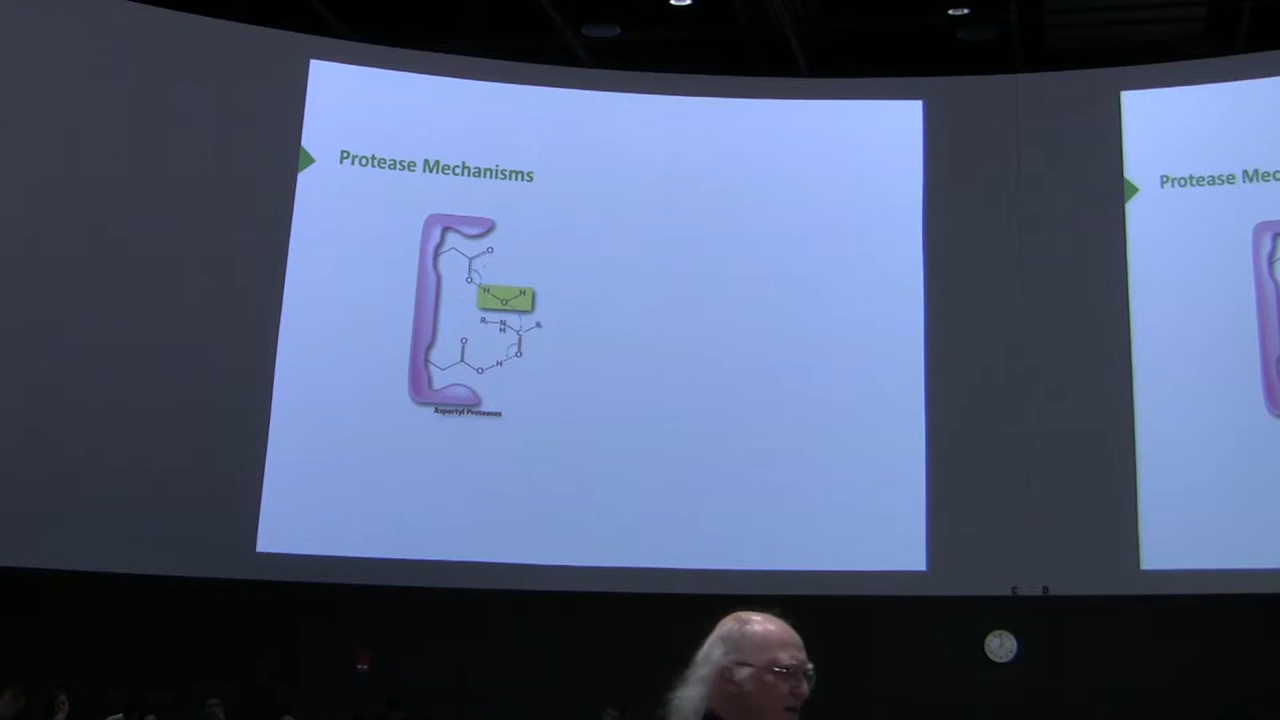 Protease Mechanisms
O
O
H
H
O
R
N
H
C
R
O
O
H
O
Aspartyl Proteases
Protease Mec
C D